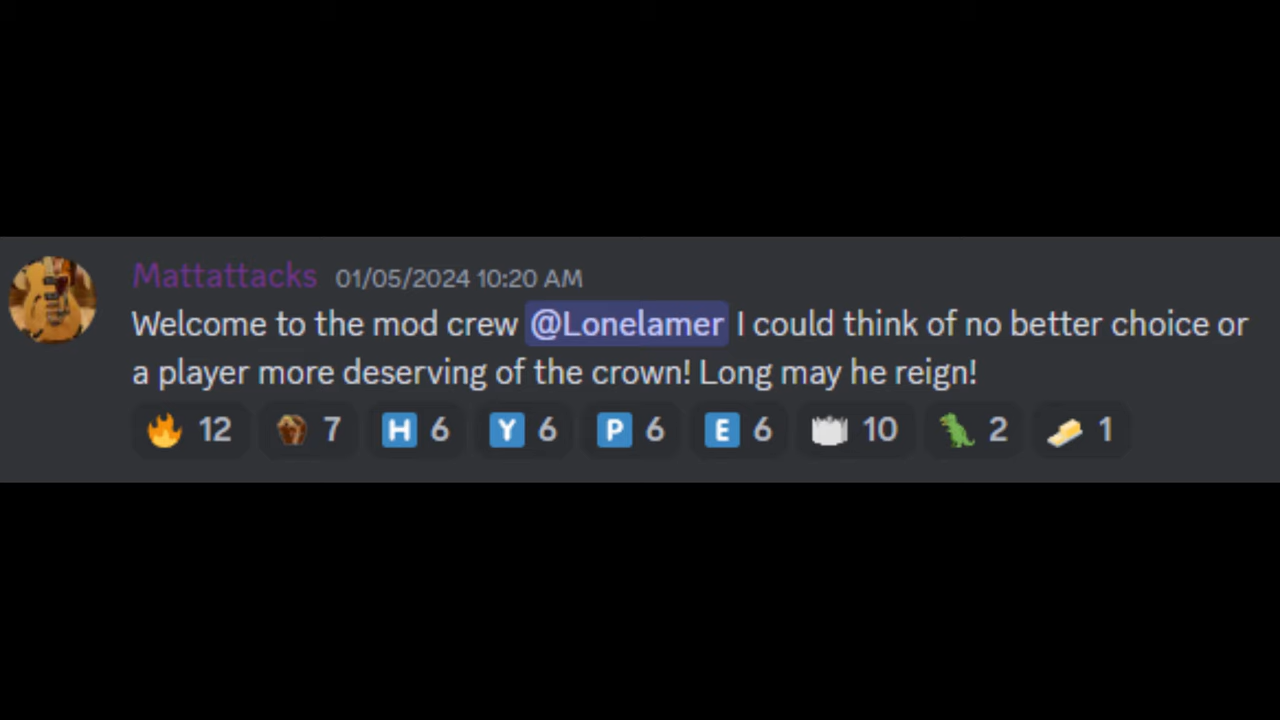 Mattattacks 01/05/2024 10:20 AM
Welcome to the mod crew @Lonelamer I could think of no better choice or
a player more deserving of the crown! Long may he reign!
12 7 H 6 Y 6 P 6 E 6 10 2 1